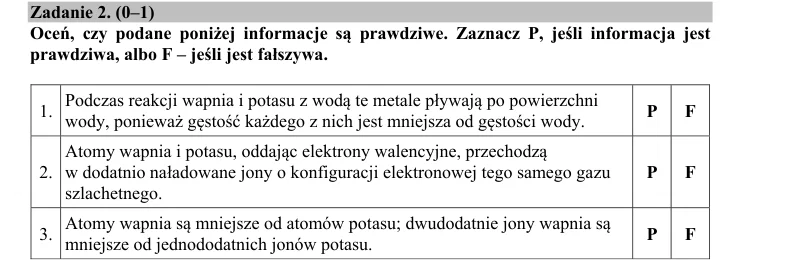 Zadanie 2. (0–1)
Oceń, czy podane poniżej informacje są prawdziwe. Zaznacz P, jeśli informacja jest
prawdziwa, albo F – jeśli jest fałszywa.
1. Podczas reakcji wapnia i potasu z wodą te metale pływają po powierzchni
wody, ponieważ gęstość każdego z nich jest mniejsza od gęstości wody. P F
2. Atomy wapnia i potasu, oddając elektrony walencyjne, przechodzą
w dodatnio naładowane jony o konfiguracji elektronowej tego samego gazu
szlachetnego. P F
3. Atomy wapnia są mniejsze od atomów potasu; dwudodatnie jony wapnia są
mniejsze od jednododatnich jonów potasu. P F